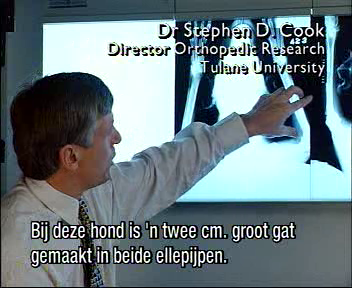 Dr Stephen D. Cook
Director Orthopedic Research
Tulane University
Bij deze hond is 'n twee cm. groot gat
gemaakt in beide ellepijpen.